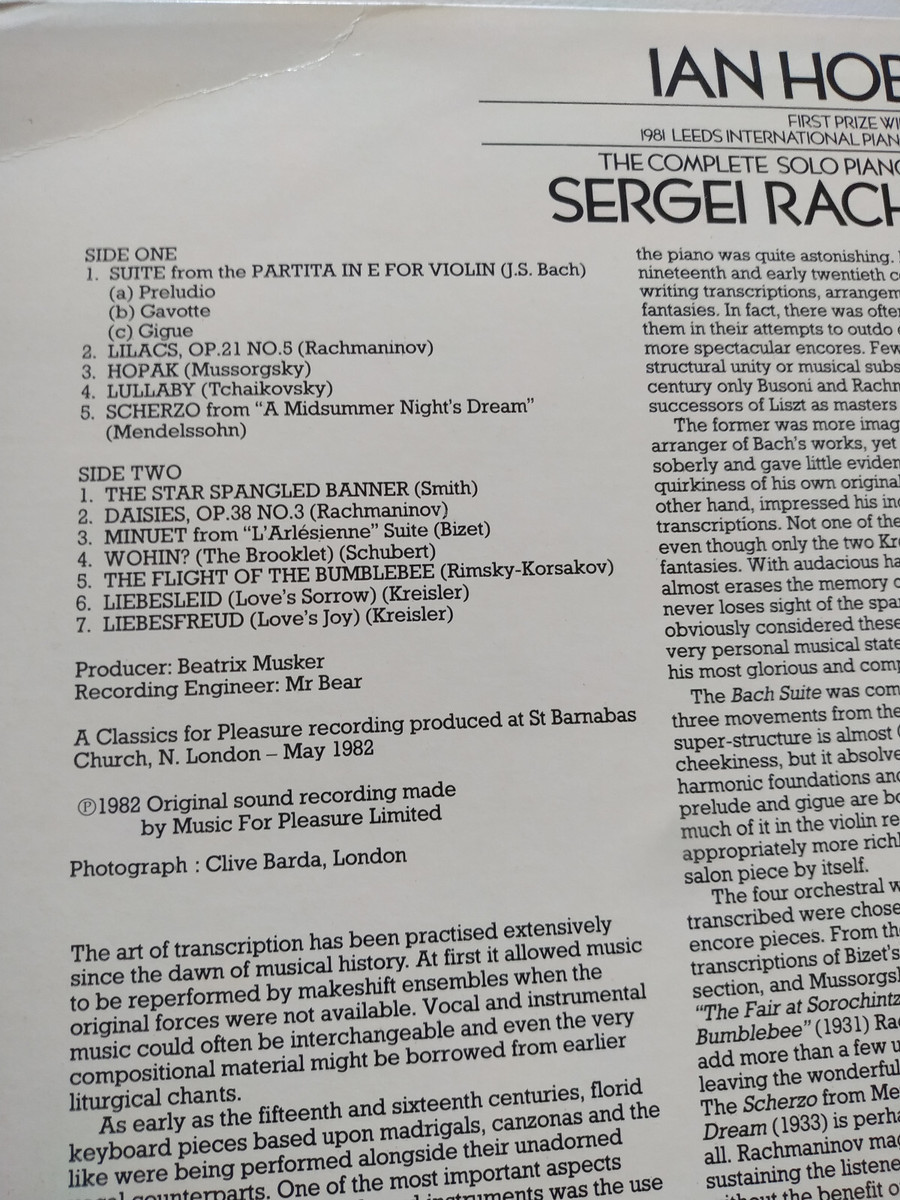 IAN HOB
FIRST PRIZE WI
1981 LEEDS INTERNATIONAL PIAN
THE COMPLETE SOLO PIANO
SERGEI RACH
SIDE ONE
1. SUITE from the PARTITA IN E FOR VIOLIN (J.S. Bach)
(a) Preludio
(b) Gavotte
(c) Gigue
2. LILACS, OP.21 NO.5 (Rachmaninov)
3. HOPAK (Mussorgsky)
4. LULLABY (Tchaikovsky)
5. SCHERZO from “A Midsummer Night's Dream”
(Mendelssohn)
SIDE TWO
1. THE STAR SPANGLED BANNER (Smith)
2. DAISIES, OP.38 NO.3 (Rachmaninov)
3. MINUET from “L'Arlésienne” Suite (Bizet)
4. WOHIN? (The Brooklet) (Schubert)
5. THE FLIGHT OF THE BUMBLEBEE (Rimsky-Korsakov)
6. LIEBESLEID (Love's Sorrow) (Kreisler)
7. LIEBESFREUD (Love's Joy) (Kreisler)
Producer: Beatrix Musker
Recording Engineer: Mr Bear
A Classics for Pleasure recording produced at St Barnabas
Church, N. London – May 1982
℗1982 Original sound recording made
by Music For Pleasure Limited
Photograph : Clive Barda, London
The art of transcription has been practised extensively
since the dawn of musical history. At first it allowed music
to be reperformed by makeshift ensembles when the
original forces were not available. Vocal and instrumental
music could often be interchangeable and even the very
compositional material might be borrowed from earlier
liturgical chants.
As early as the fifteenth and sixteenth centuries, florid
keyboard pieces based upon madrigals, canzonas and the
like were being performed alongside their unadorned
counterparts. One of the most important aspects
instruments was the use
the piano was quite astonishing.
nineteenth and early twentieth c
writing transcriptions, arrangem
fantasies. In fact, there was ofte
them in their attempts to outdo
more spectacular encores. Few
structural unity or musical subs
century only Busoni and Rachm
successors of Liszt as masters
The former was more imag
arranger of Bach's works, yet
soberly and gave little eviden
quirkiness of his own original
other hand, impressed his in
transcriptions. Not one of the
even though only the two Kr
fantasies. With audacious ha
almost erases the memory o
never loses sight of the spa
obviously considered these
very personal musical state
his most glorious and comp
The Bach Suite was com
three movements from the
super-structure is almost
cheekiness, but it absolve
harmonic foundations and
prelude and gigue are bo
much of it in the violin re
appropriately more richl
salon piece by itself.
The four orchestral w
transcribed were chose
encore pieces. From th
transcriptions of Bizet's
section, and Mussorgs
“The Fair at Sorochintz
Bumblebee” (1931) Ra
add more than a few u
leaving the wonderful
The Scherzo from Me
Dream (1933) is perha
all. Rachmaninov ma
sustaining the listene
without the benefit o